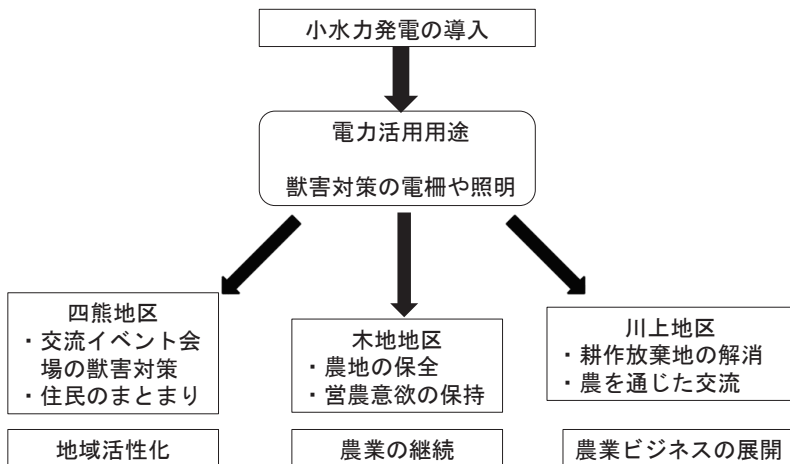 小水力発電の導入
電力活用用途
獣害対策の電柵や照明
四熊地区
・交流イベント会
場の獣害対策
・住民のまとまり
地域活性化
木地地区
・農地の保全
・営農意欲の保持
農業の継続
川上地区
・耕作放棄地の解消
・農を通じた交流
農業ビジネスの展開